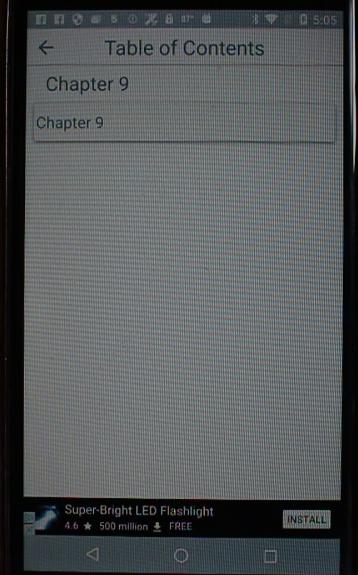 87° 5:05
Table of Contents
Chapter 9
Chapter 9
Super-Bright LED Flashlight
4.6 ★ 500 million FREE
INSTALL